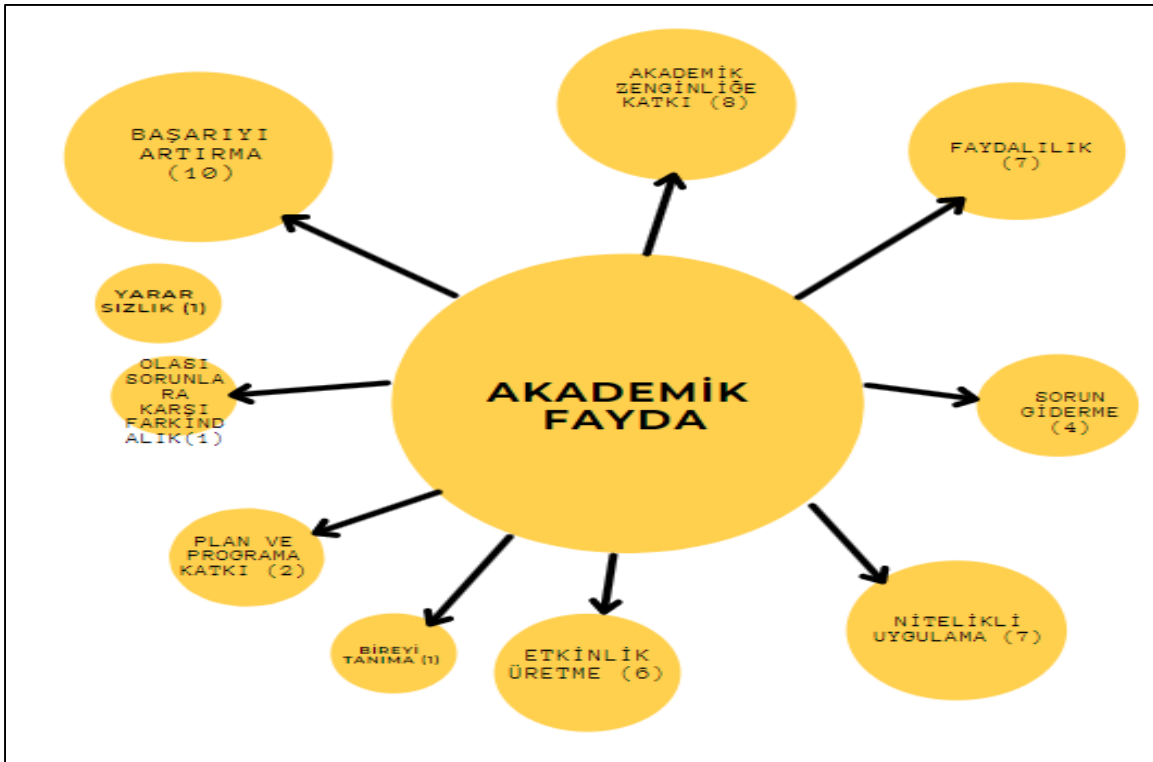 BAŞARIYI
ARTIRMA
(10)
AKADEMİK
ZENGİNLİĞE
KATKI (8)
FAYDALILIK
(7)
YARAR
SIZLIK (1)
OLASI
SORUNLA
RA
KARŞI
FARKİND
ALIK(1)
AKADEMİK
FAYDA
SORUN
GİDERME
(4)
PLAN VE
PROGRAMA
KATKI (2)
BİREYİ
TANIMA (1)
ETKİNLİK
ÜRETME (6)
NİTELİKLİ
UYGULAMA (7)